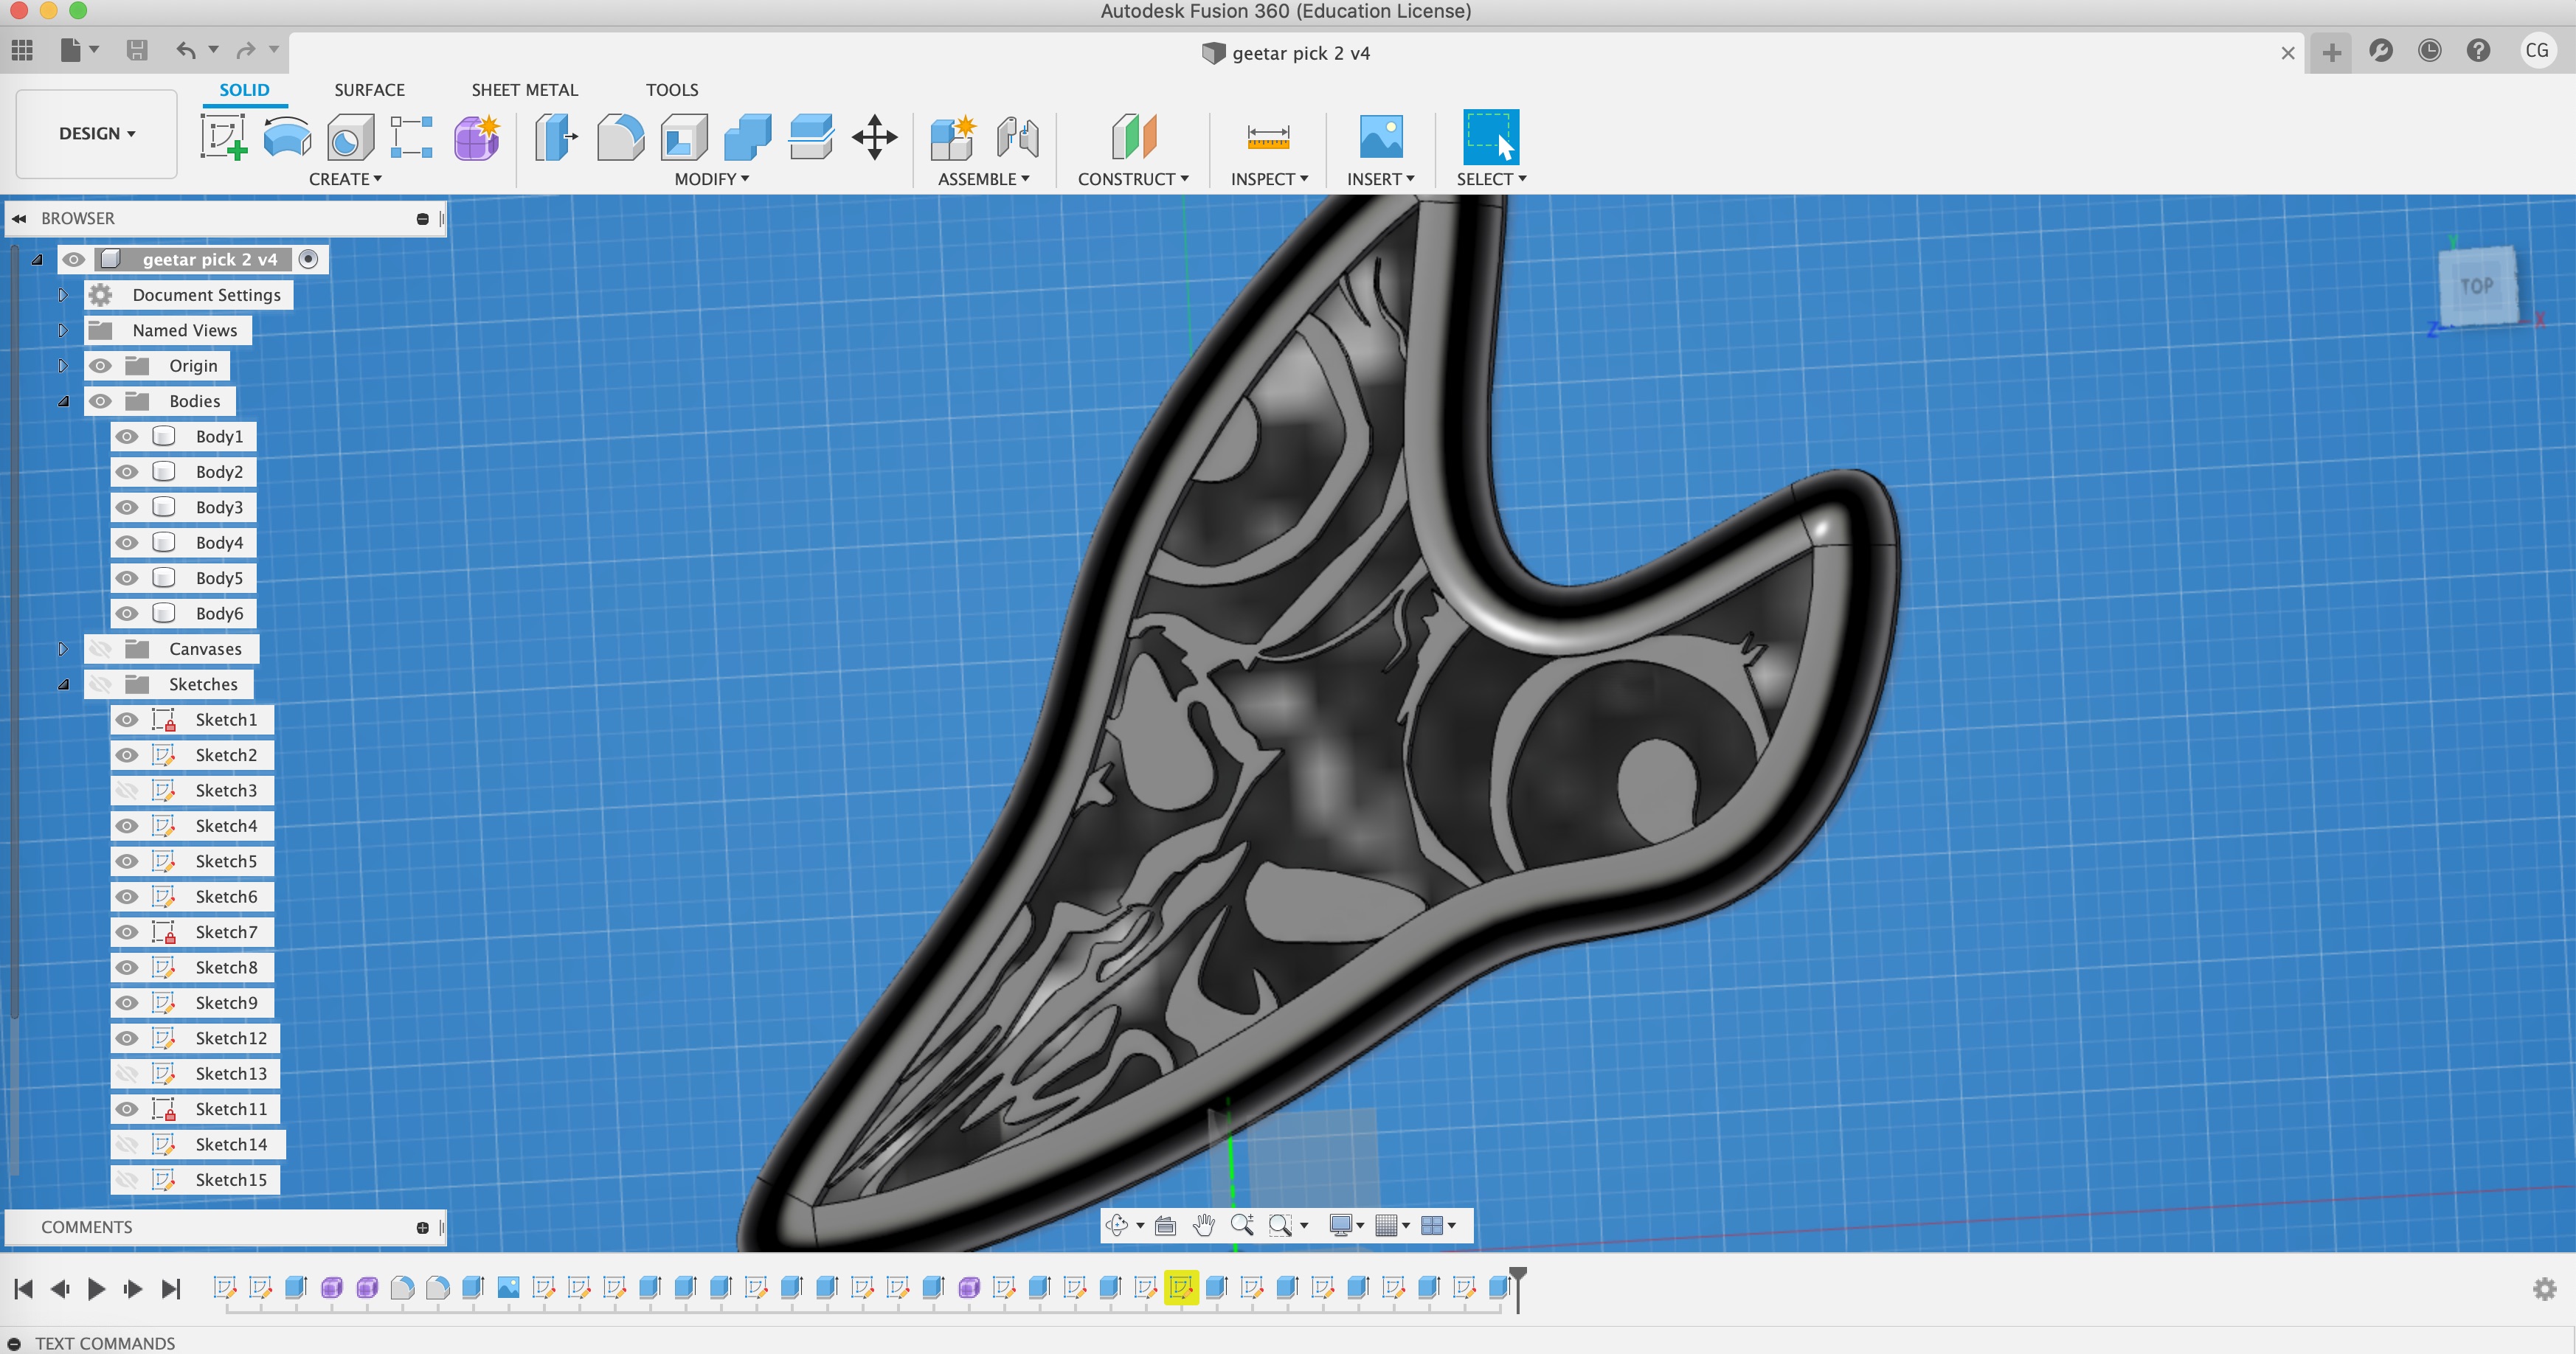 Autodesk Fusion 360 (Education License)
geetar pick 2 v4
CG
SOLID SURFACE SHEET METAL TOOLS
DESIGN
CREATE MODIFY ASSEMBLE CONSTRUCT INSPECT INSERT SELECT
BROWSER
geetar pick 2 v4
Document Settings
Named Views
Origin
Bodies
Body1
Body2
Body3
Body4
Body5
Body6
Canvases
Sketches
Sketch1
Sketch2
Sketch3
Sketch4
Sketch5
Sketch6
Sketch7
Sketch8
Sketch9
Sketch12
Sketch13
Sketch11
Sketch14
Sketch15
Y
TOP
Z
X
COMMENTS
TEXT COMMANDS